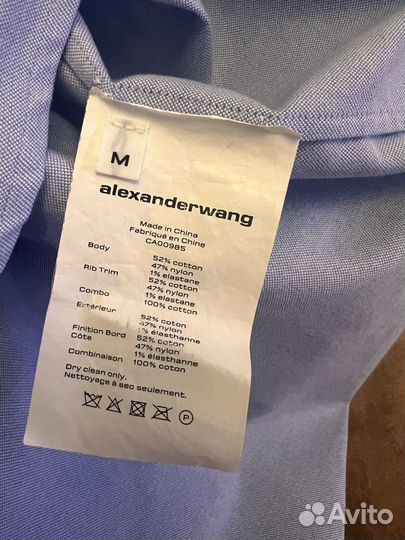 M
alexanderwang
Made in China
Fabriqué en Chine
CA00985
Body
52% cotton
47% nylon
1% elastane
Rib Trim
52% cotton
47% nylon
1% elastane
Combo
100% cotton
Extérieur
52% coton
47% nylon
1% élasthanne
Finition Bord
Côte
52% coton
47% nylon
1% élasthanne
Combinaison
100% coton
Dry clean only.
Nettoyage à sec seulement.
Avito